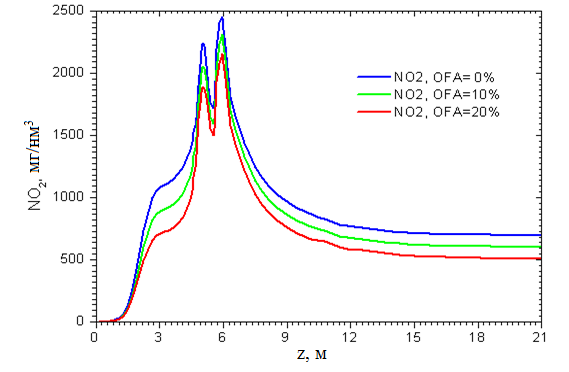 2500
2000
1500
1000
500
0
NO2, мг/нм3
NO2, OFA= 0%
NO2, OFA=10%
NO2, OFA=20%
0 3 6 9 12 15 18 21
z, м